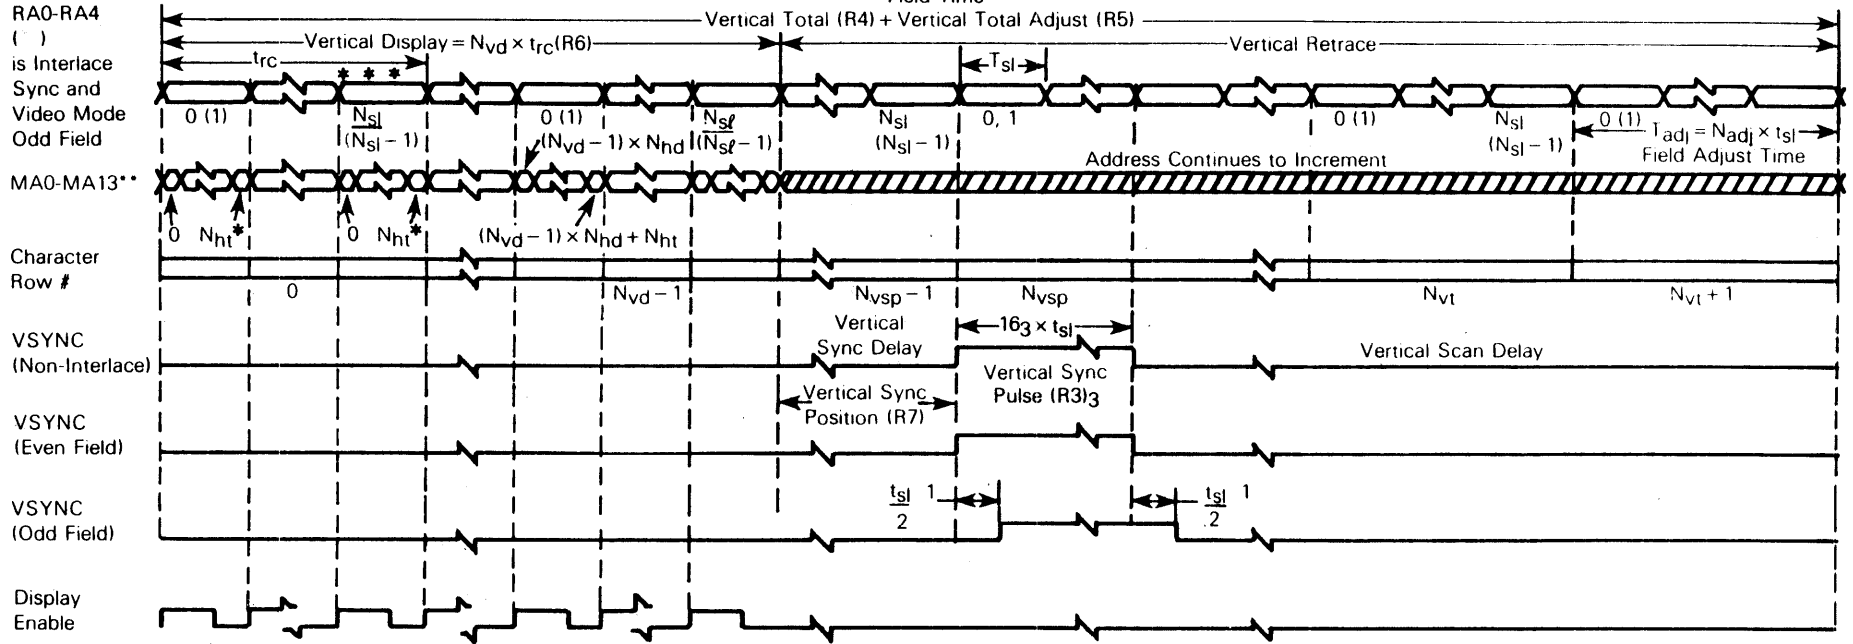 RA0-RA4
( )
is Interlace
Sync and
Video Mode
Odd Field
Vertical Total (R4) + Vertical Total Adjust (R5)
Vertical Display = Nvd × trc (R6)
Vertical Retrace
trc
* * *
Tsl
0 (1)
Nsl
(Nsl − 1)
0 (1)
Nsℓ
(Nsℓ − 1)
Nsl
(Nsl − 1)
0, 1
0 (1)
Nsl
(Nsl − 1)
0 (1)
Tadj = Nadj × tsl
Field Adjust Time
(Nvd − 1) × Nhd
MA0-MA13**
Address Continues to Increment
0 Nht*
0 Nht*
(Nvd − 1) × Nhd + Nht
Character
Row #
0
Nvd − 1
Nvsp − 1
Nvsp
Nvt
Nvt + 1
VSYNC
(Non-Interlace)
Vertical
Sync Delay
16₃ × tsl
Vertical Scan Delay
Vertical Sync
Pulse (R3)₃
Vertical Sync
Position (R7)
VSYNC
(Even Field)
VSYNC
(Odd Field)
tsl 1
2
tsl 1
2
Display
Enable